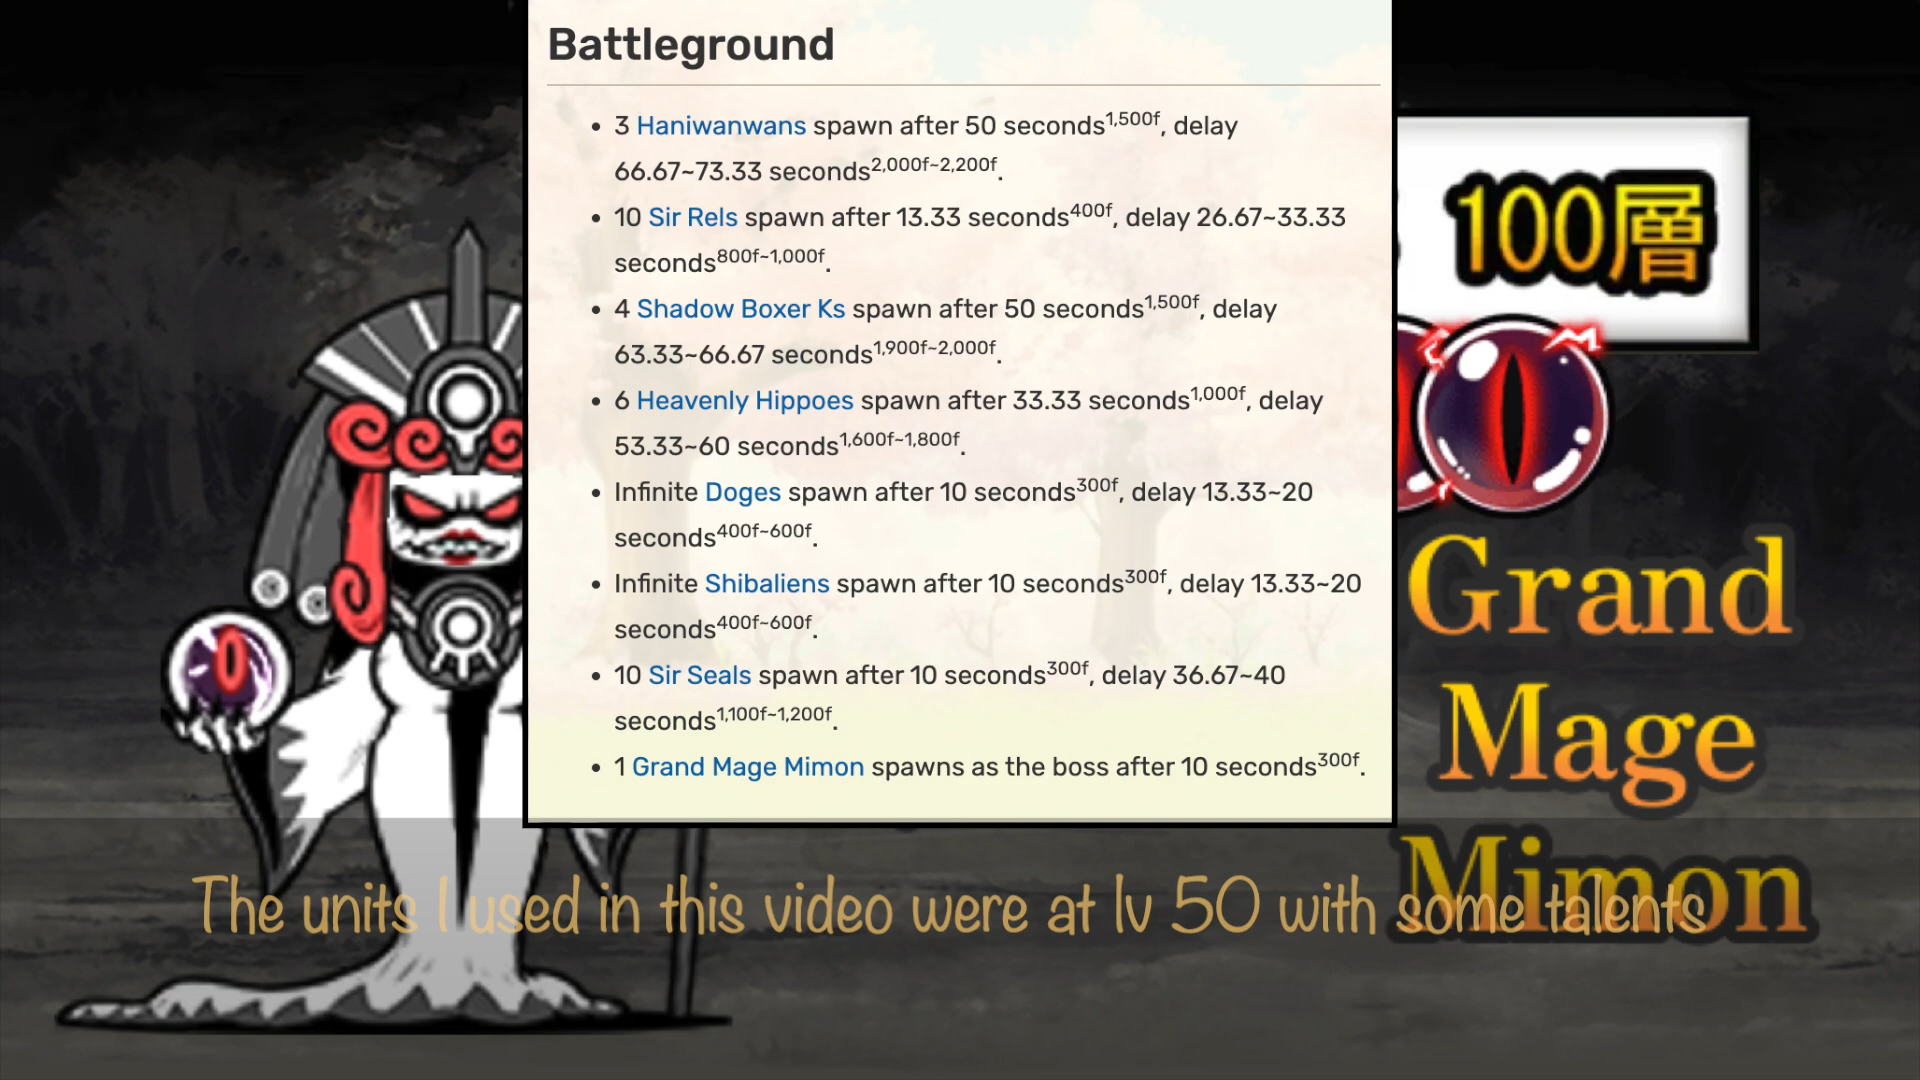 Battleground
3 Haniwanwans spawn after 50 seconds1,500f, delay
66.67~73.33 seconds2,000f~2,200f.
10 Sir Rels spawn after 13.33 seconds400f, delay 26.67~33.33
seconds800f~1,000f.
4 Shadow Boxer Ks spawn after 50 seconds1,500f, delay
63.33~66.67 seconds1,900f~2,000f.
6 Heavenly Hippoes spawn after 33.33 seconds1,000f, delay
53.33~60 seconds1,600f~1,800f.
Infinite Doges spawn after 10 seconds300f, delay 13.33~20
seconds400f~600f.
Infinite Shibaliens spawn after 10 seconds300f, delay 13.33~20
seconds400f~600f.
10 Sir Seals spawn after 10 seconds300f, delay 36.67~40
seconds1,100f~1,200f.
1 Grand Mage Mimon spawns as the boss after 10 seconds300f.
100層
Grand
Mage
Mimon
The units I used in this video were at lv 50 with some talents